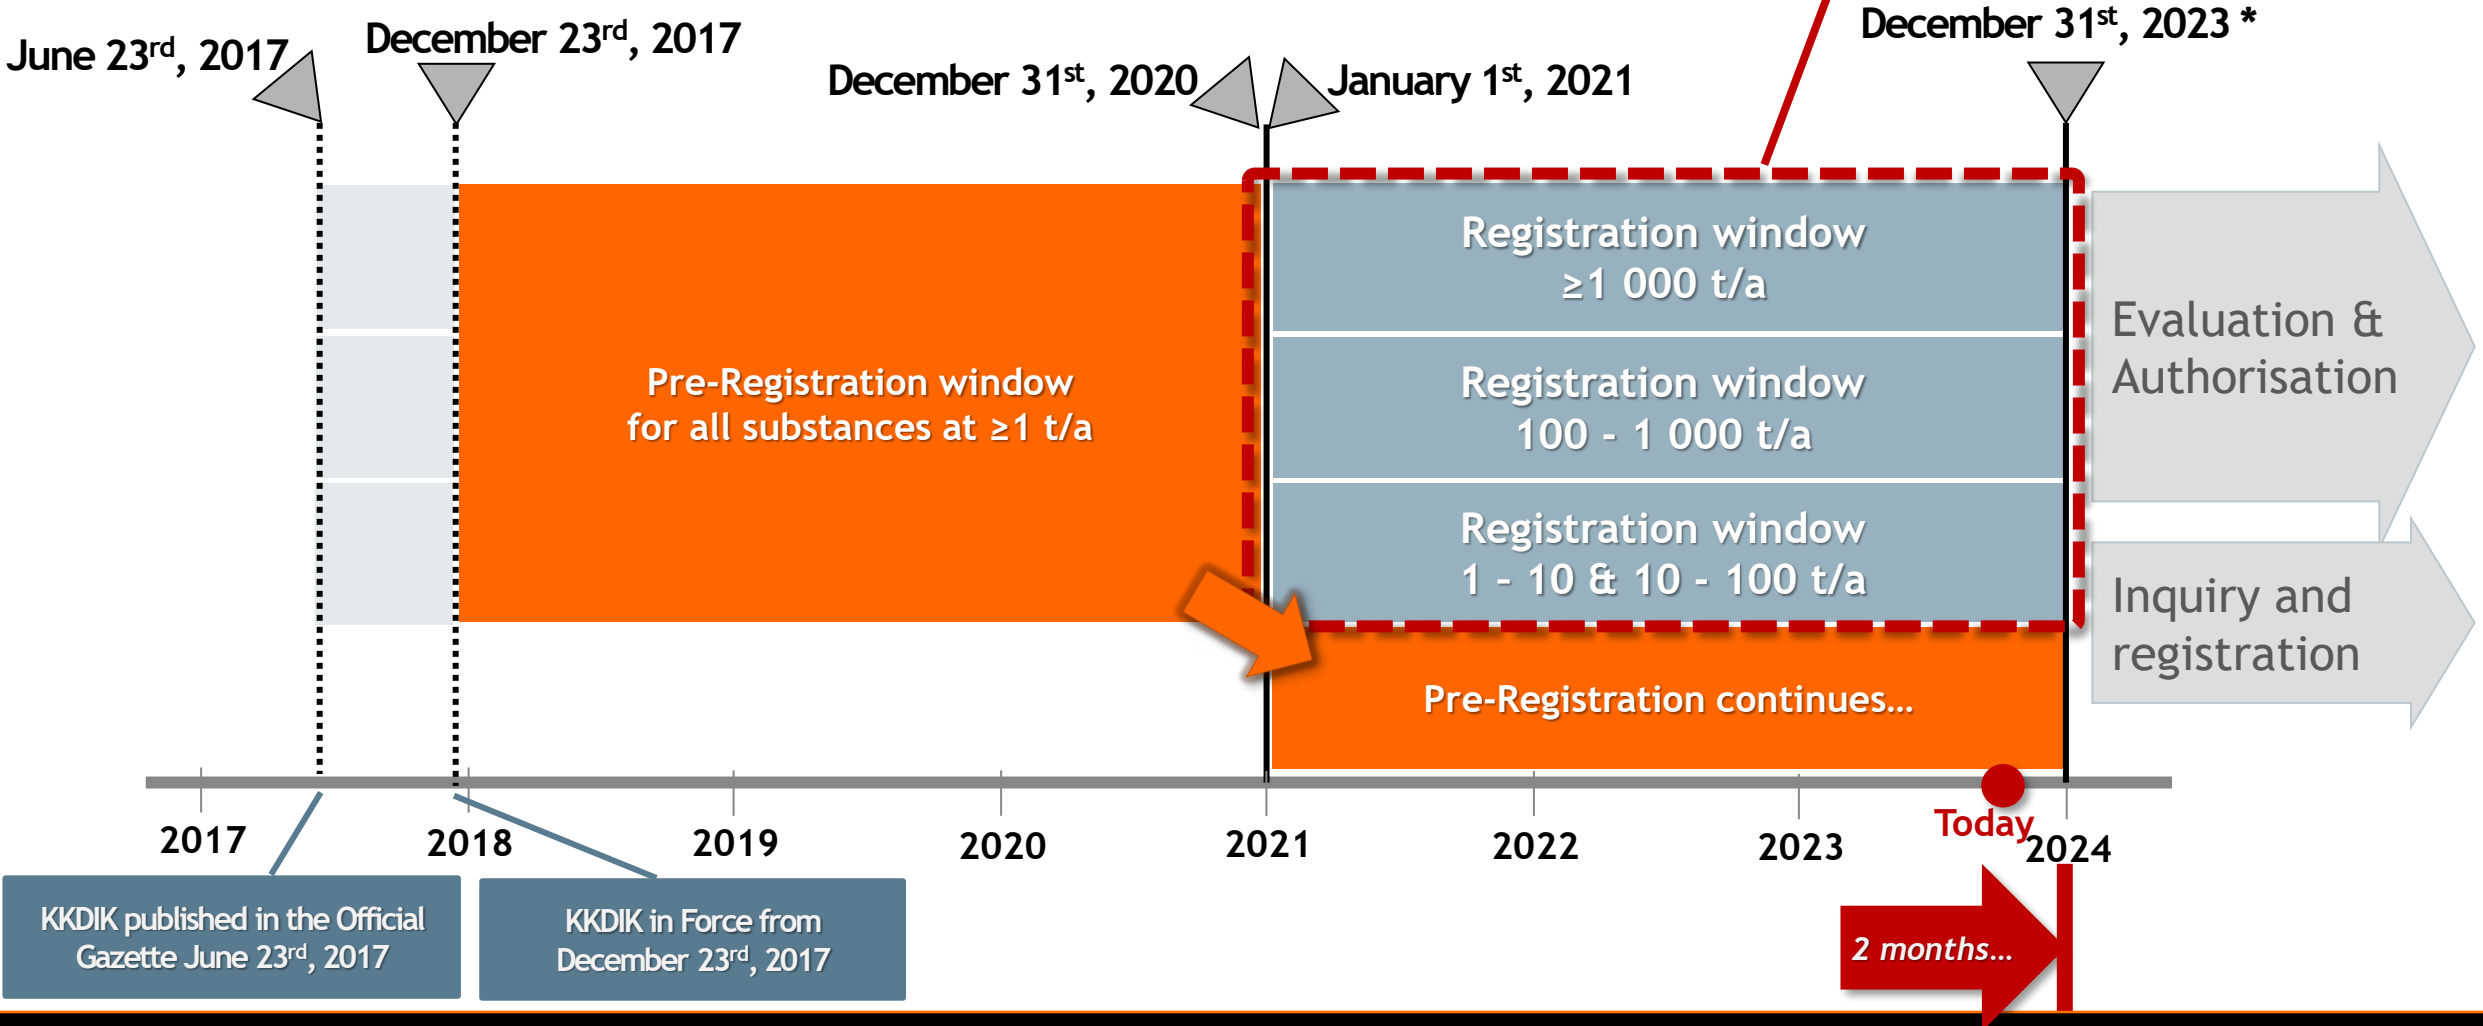 June 23rd, 2017
December 23rd, 2017
December 31st, 2020
January 1st, 2021
December 31st, 2023 *
Pre-Registration window
for all substances at ≥1 t/a
Registration window
≥1 000 t/a
Registration window
100 - 1 000 t/a
Registration window
1 – 10 & 10 - 100 t/a
Pre-Registration continues…
Evaluation &
Authorisation
Inquiry and
registration
Today
2017
2018
2019
2020
2021
2022
2023
2024
KKDIK published in the Official
Gazette June 23rd, 2017
KKDIK in Force from
December 23rd, 2017
2 months…